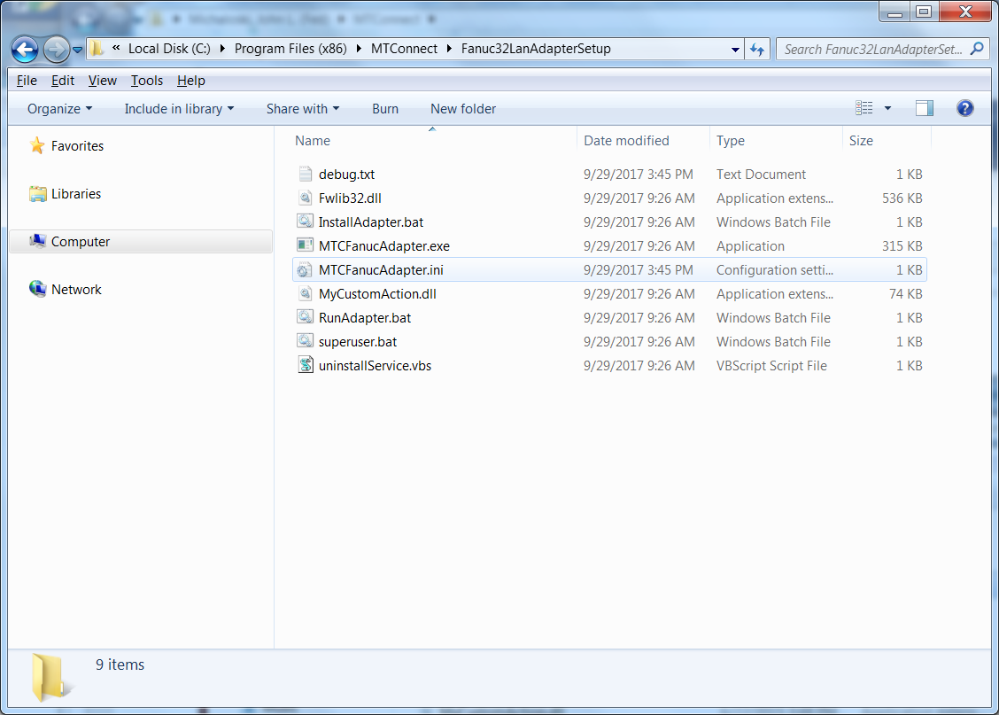 « Local Disk (C:) Program Files (x86) MTConnect Fanuc32LanAdapterSetup Search Fanuc32LanAdapterSet...
File Edit View Tools Help
Organize Include in library Share with Burn New folder
Name Date modified Type Size
Favorites
Libraries
Computer
Network
debug.txt 9/29/2017 3:45 PM Text Document 1 KB
Fwlib32.dll 9/29/2017 9:26 AM Application extens... 536 KB
InstallAdapter.bat 9/29/2017 9:26 AM Windows Batch File 1 KB
MTCFanucAdapter.exe 9/29/2017 9:26 AM Application 315 KB
MTCFanucAdapter.ini 9/29/2017 3:45 PM Configuration setti... 1 KB
MyCustomAction.dll 9/29/2017 9:26 AM Application extens... 74 KB
RunAdapter.bat 9/29/2017 9:26 AM Windows Batch File 1 KB
superuser.bat 9/29/2017 9:26 AM Windows Batch File 1 KB
uninstallService.vbs 9/29/2017 9:26 AM VBScript Script File 1 KB
9 items